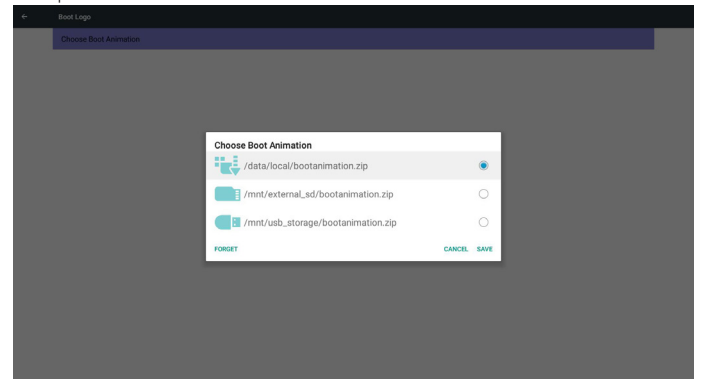 Boot Logo
Choose Boot Animation
Choose Boot Animation
/data/local/bootanimation.zip
/mnt/external_sd/bootanimation.zip
/mnt/usb_storage/bootanimation.zip
FORGET CANCEL SAVE